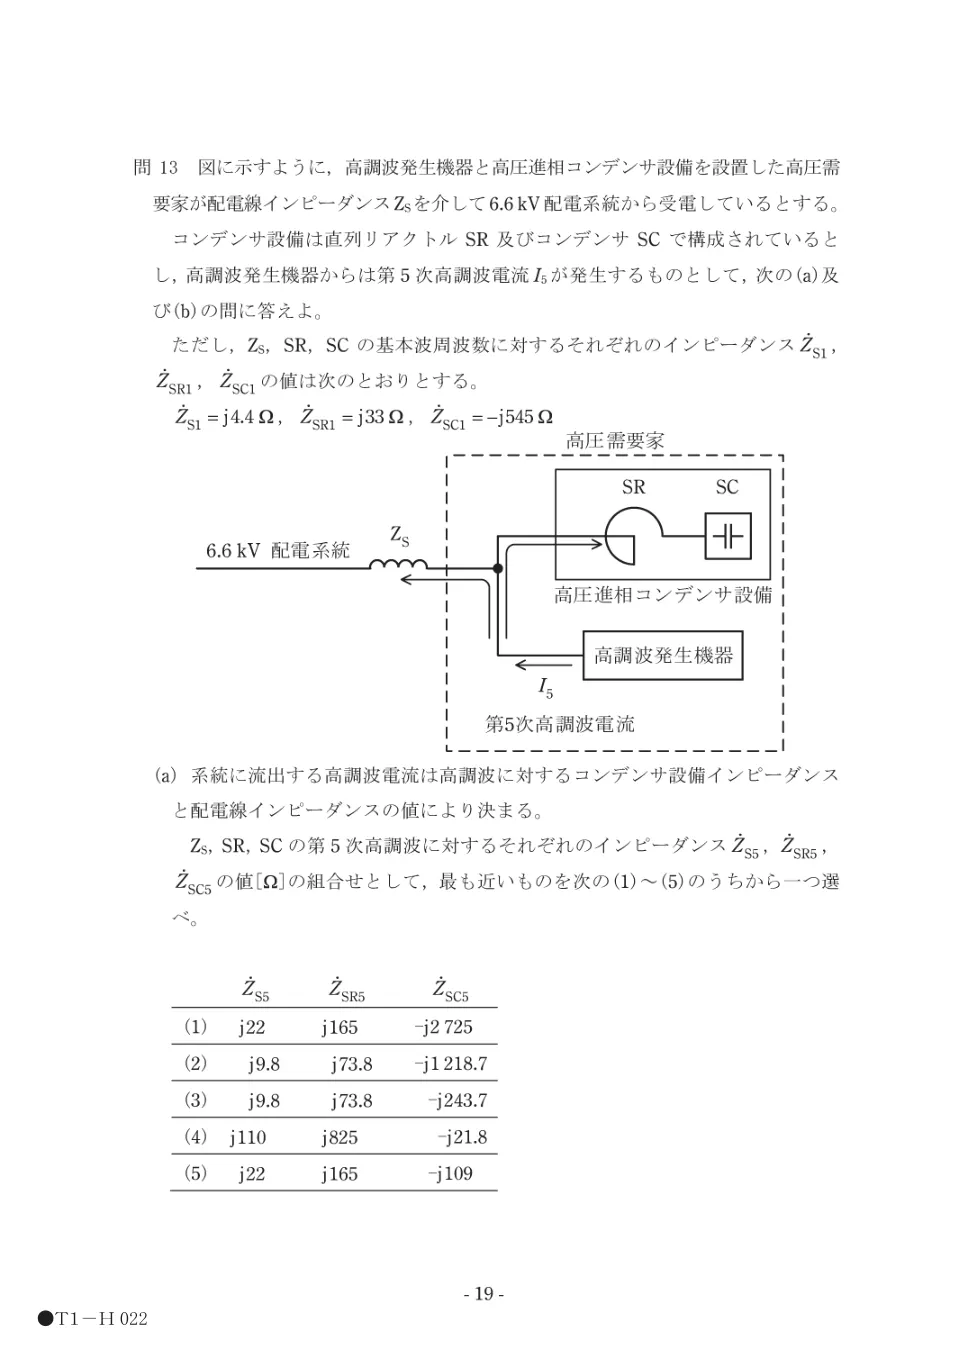 問 13 図に示すように，高調波発生機器と高圧進相コンデンサ設備を設置した高圧需
要家が配電線インピーダンスZSを介して6.6 kV配電系統から受電しているとする。
コンデンサ設備は直列リアクトル SR 及びコンデンサ SC で構成されていると
し，高調波発生機器からは第 5 次高調波電流 I5が発生するものとして，次の(a)及
び(b)の問に答えよ。
ただし，ZS，SR，SC の基本波周波数に対するそれぞれのインピーダンス ŻS1，
ŻSR1，ŻSC1の値は次のとおりとする。
ŻS1 = j4.4 Ω，ŻSR1 = j33 Ω，ŻSC1 = −j545 Ω
高圧需要家
SR SC
ZS
6.6 kV 配電系統
高圧進相コンデンサ設備
高調波発生機器
I5
第5次高調波電流
(a) 系統に流出する高調波電流は高調波に対するコンデンサ設備インピーダンス
と配電線インピーダンスの値により決まる。
ZS，SR，SC の第 5 次高調波に対するそれぞれのインピーダンス ŻS5，ŻSR5，
ŻSC5の値[Ω]の組合せとして，最も近いものを次の(1)～(5)のうちから一つ選
べ。
ŻS5 ŻSR5 ŻSC5
(1) j22 j165 -j2 725
(2) j9.8 j73.8 -j1 218.7
(3) j9.8 j73.8 -j243.7
(4) j110 j825 -j21.8
(5) j22 j165 -j109
- 19 -
●T1－H 022